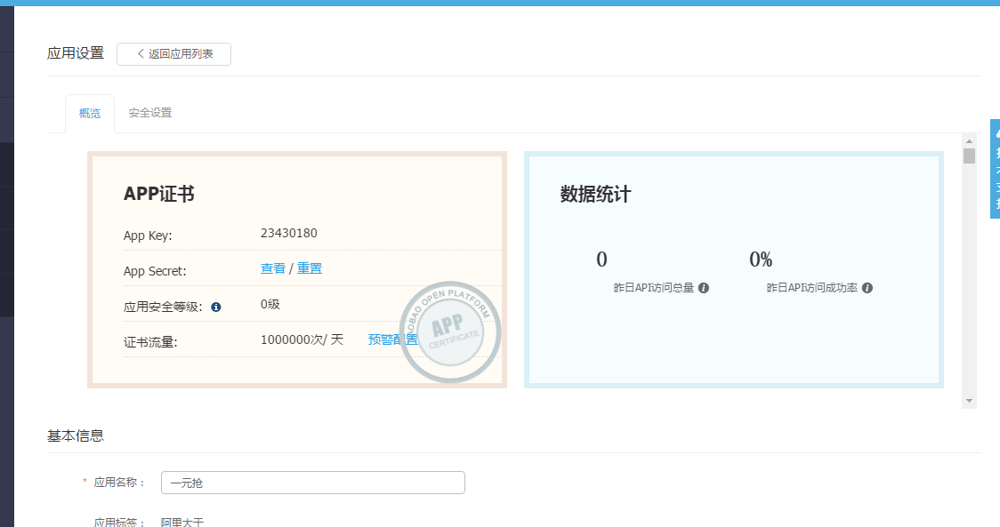 应用设置
返回应用列表
概览
安全设置
APP证书
App Key:
23430180
App Secret:
查看 / 重置
应用安全等级:
0级
证书流量:
1000000次/ 天
预警配置
OBAO OPEN PLATFORM
APP
CERTIFICATE
数据统计
0
昨日API访问总量
0%
昨日API访问成功率
基本信息
* 应用名称：
一元抢
应用标签：
阿里大于